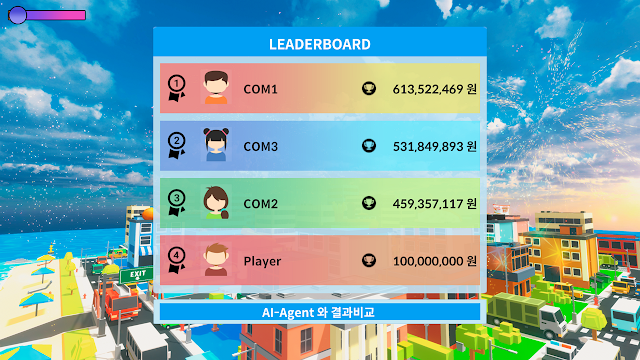 LEADERBOARD
1 COM1 613,522,469 원
2 COM3 531,849,893 원
3 COM2 459,357,117 원
4 Player 100,000,000 원
EXIT
AI-Agent 와 결과비교